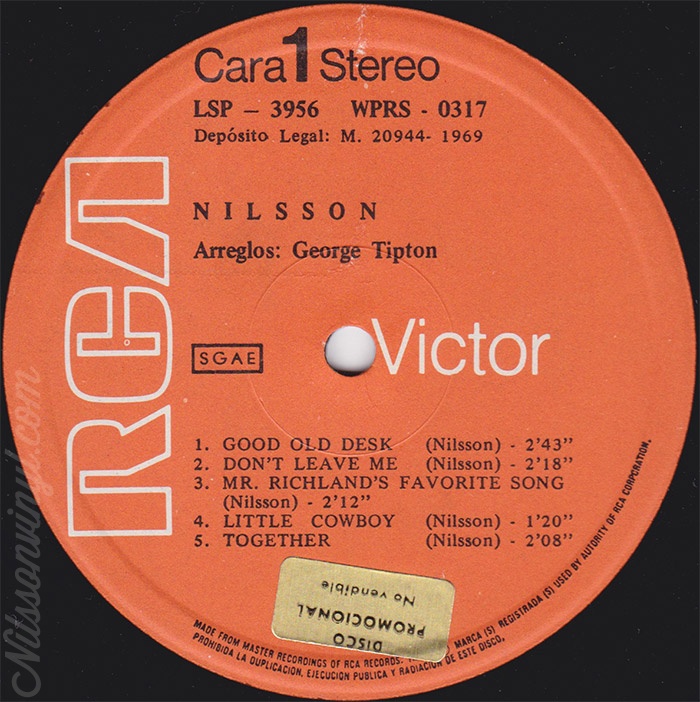 Cara 1 Stereo
LSP – 3956 WPRS - 0317
Depósito Legal: M. 20944- 1969
RCA
NILSSON
Arreglos: George Tipton
SGAE
Victor
1. GOOD OLD DESK (Nilsson) - 2'43"
2. DON'T LEAVE ME (Nilsson) - 2'18"
3. MR. RICHLAND'S FAVORITE SONG
(Nilsson) - 2'12"
4. LITTLE COWBOY (Nilsson) - 1'20"
5. TOGETHER (Nilsson) - 2'08"
DISCO
PROMOCIONAL
No vendible
MADE FROM MASTER RECORDINGS OF RCA RECORDS. MARCA (S) REGISTRADA (S) USED BY AUTORITY OF RCA CORPORATION.
PROHIBIDA LA DUPLICACION, EJECUCION PUBLICA Y RADIACION DE ESTE DISCO.
Nilssonvinyl.com